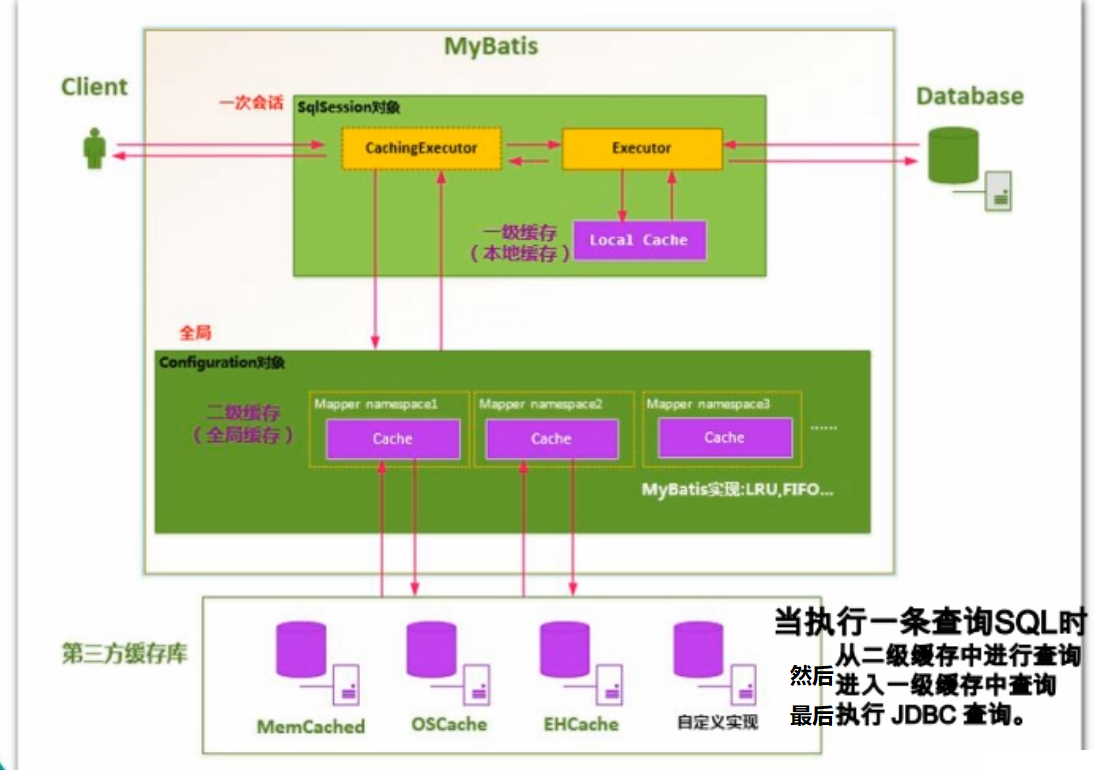 MyBatis
Client
一次会话
SqlSession对象
Database
CachingExecutor
Executor
一级缓存
（本地缓存）
Local Cache
全局
Configuration对象
二级缓存
（全局缓存）
Mapper namespace1
Mapper namespace2
Mapper namespace3
Cache
Cache
Cache
······
MyBatis实现:LRU,FIFO...
第三方缓存库
MemCached
OSCache
EHCache
自定义实现
当执行一条查询SQL时
从二级缓存中进行查询
然后进入一级缓存中查询
最后执行 JDBC 查询。